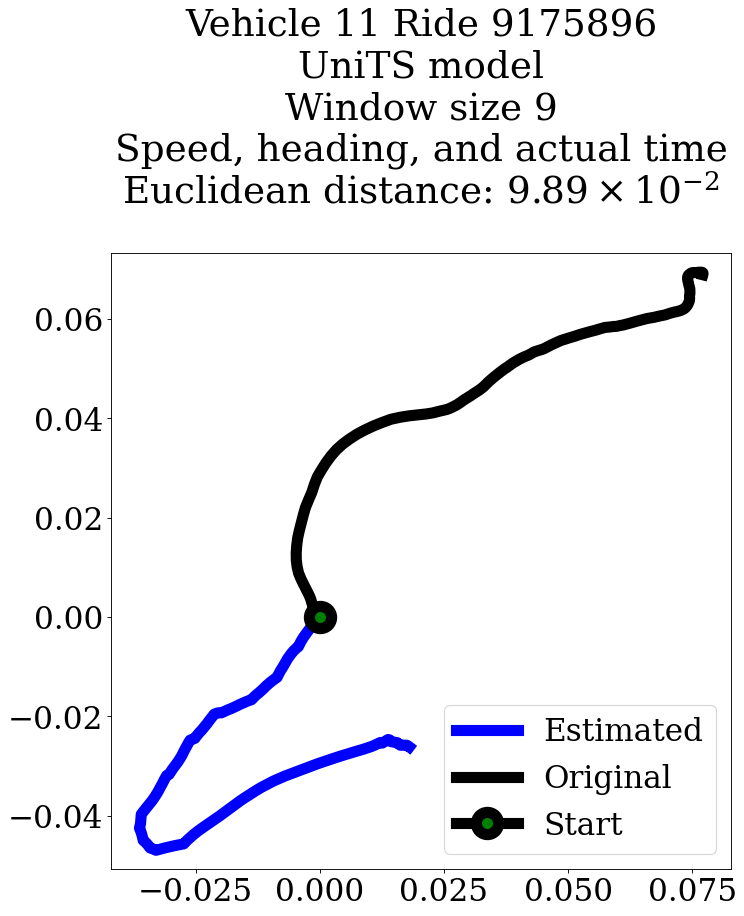 Vehicle 11 Ride 9175896
UniTS model
Window size 9
Speed, heading, and actual time
Euclidean distance: 9.89 × 10⁻²
0.06
0.04
0.02
0.00
−0.02
−0.04
Estimated
Original
Start
−0.025 0.000 0.025 0.050 0.075